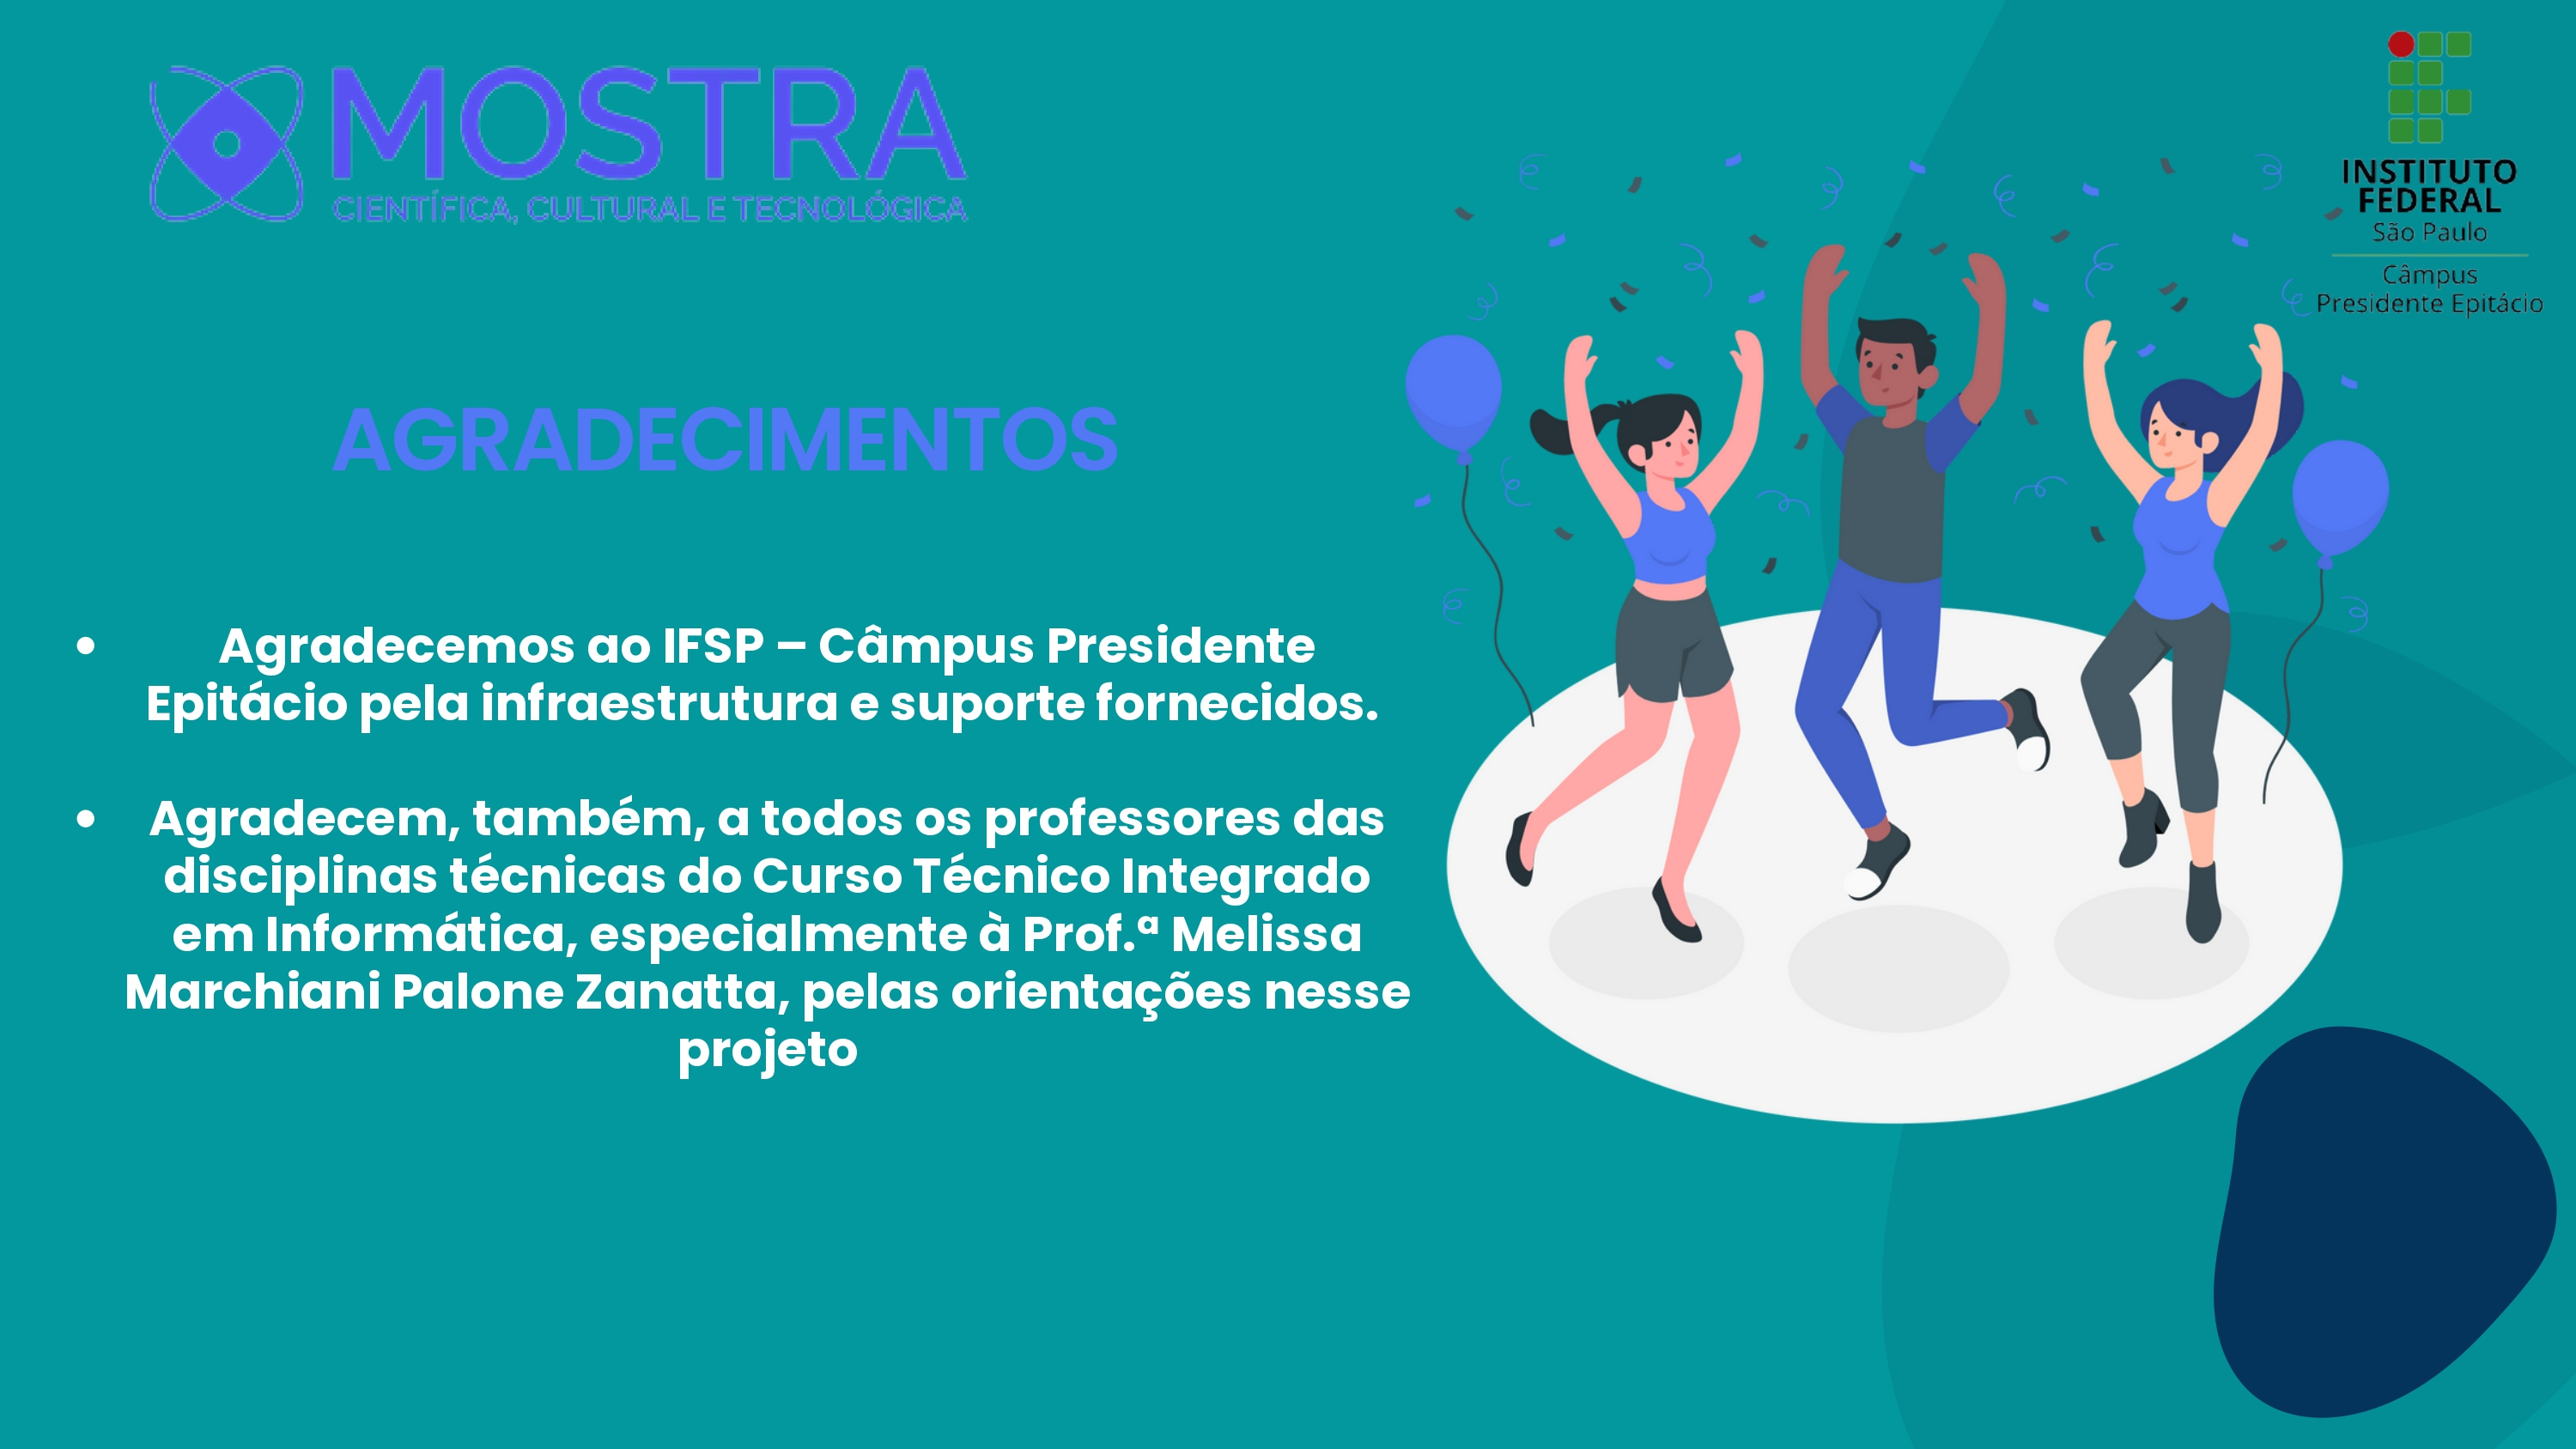 MOSTRA
CIENTÍFICA, CULTURAL E TECNOLÓGICA
INSTITUTO
FEDERAL
São Paulo
Câmpus
Presidente Epitácio
AGRADECIMENTOS
• Agradecemos ao IFSP – Câmpus Presidente
Epitácio pela infraestrutura e suporte fornecidos.
• Agradecem, também, a todos os professores das
disciplinas técnicas do Curso Técnico Integrado
em Informática, especialmente à Prof.ª Melissa
Marchiani Palone Zanatta, pelas orientações nesse
projeto